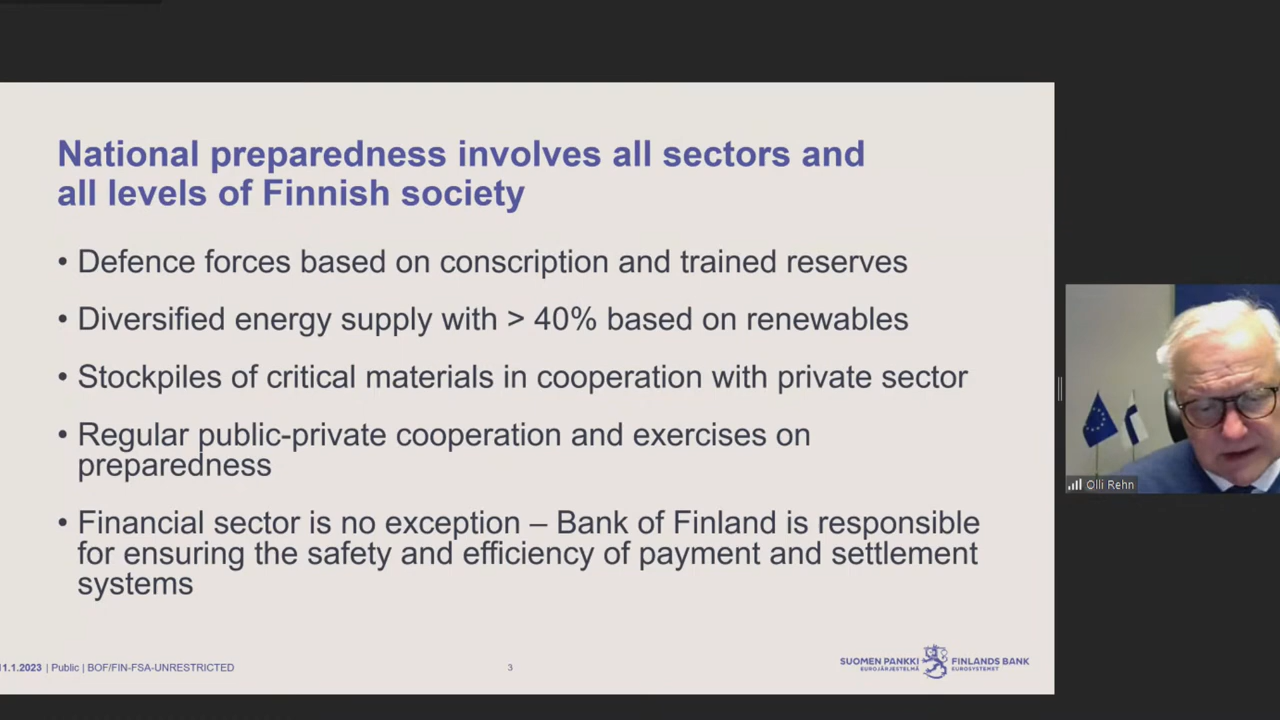 National preparedness involves all sectors and
all levels of Finnish society
• Defence forces based on conscription and trained reserves
• Diversified energy supply with > 40% based on renewables
• Stockpiles of critical materials in cooperation with private sector
• Regular public-private cooperation and exercises on
preparedness
• Financial sector is no exception – Bank of Finland is responsible
for ensuring the safety and efficiency of payment and settlement
systems
11.1.2023 | Public | BOF/FIN-FSA-UNRESTRICTED
3
SUOMEN PANKKI
EUROJÄRJESTELMÄ
FINLANDS BANK
EUROSYSTEMET
Olli Rehn